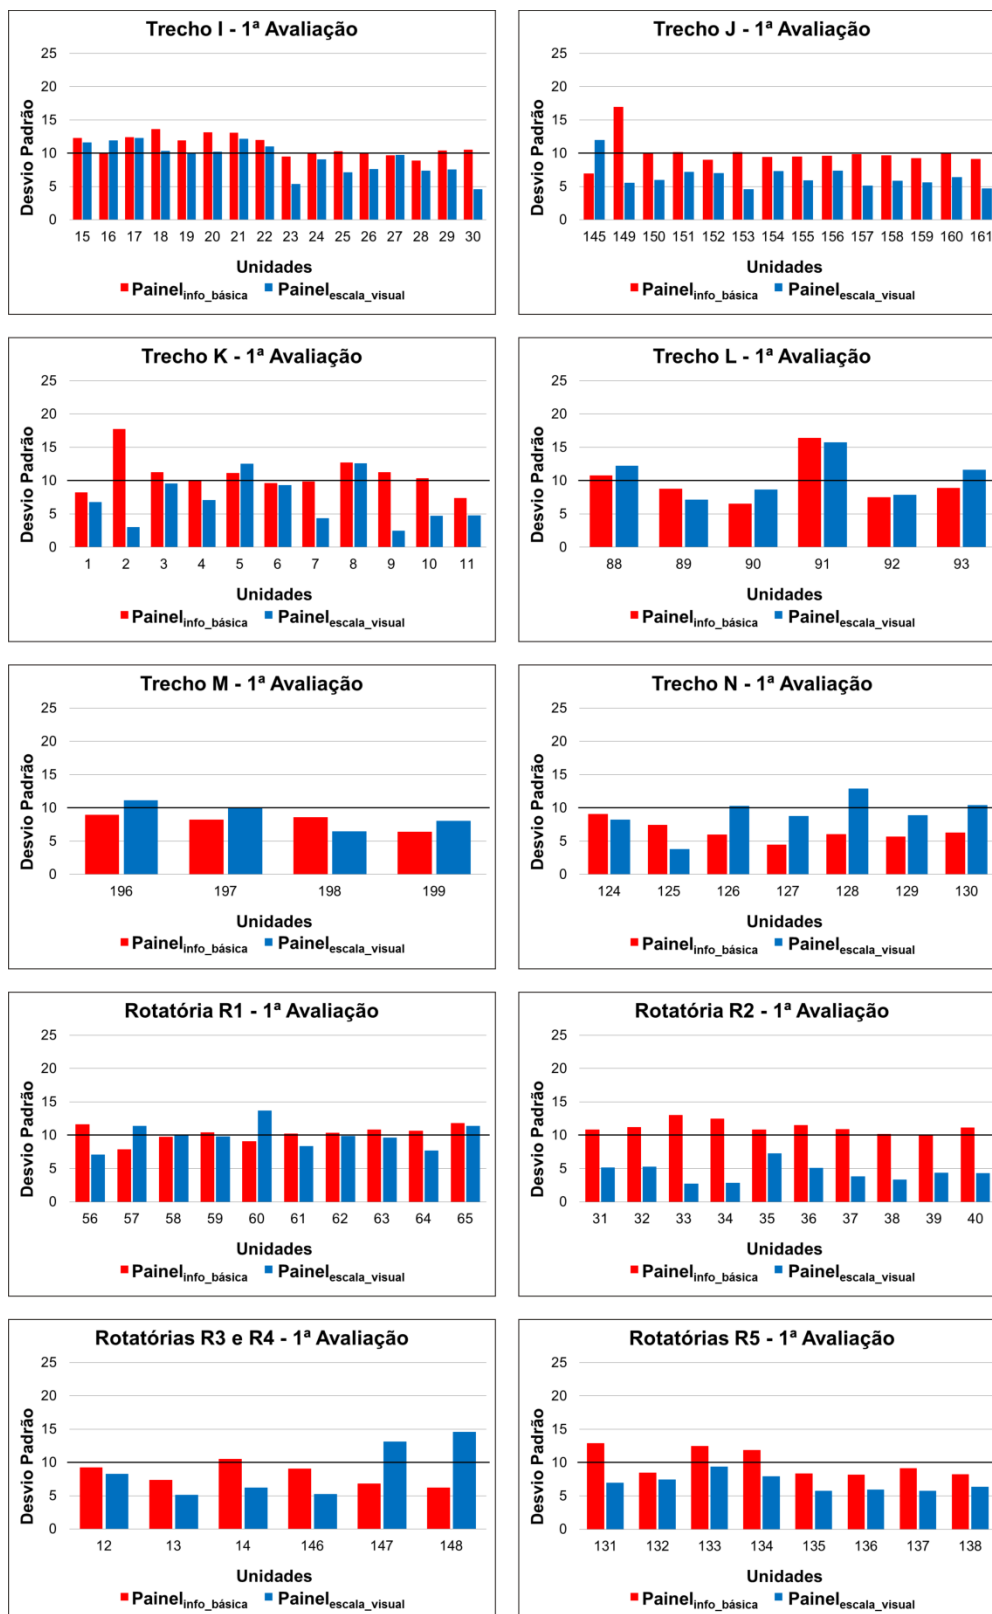 Trecho I - 1ª Avaliação
25
20
15
10
5
0
Desvio Padrão
15 16 17 18 19 20 21 22 23 24 25 26 27 28 29 30
Unidades
Painelinfo_básica Painelescala_visual
Trecho J - 1ª Avaliação
25
20
15
10
5
0
Desvio Padrão
145 149 150 151 152 153 154 155 156 157 158 159 160 161
Unidades
Painelinfo_básica Painelescala_visual
Trecho K - 1ª Avaliação
25
20
15
10
5
0
Desvio Padrão
1 2 3 4 5 6 7 8 9 10 11
Unidades
Painelinfo_básica Painelescala_visual
Trecho L - 1ª Avaliação
25
20
15
10
5
0
Desvio Padrão
88 89 90 91 92 93
Unidades
Painelinfo_básica Painelescala_visual
Trecho M - 1ª Avaliação
25
20
15
10
5
0
Desvio Padrão
196 197 198 199
Unidades
Painelinfo_básica Painelescala_visual
Trecho N - 1ª Avaliação
25
20
15
10
5
0
Desvio Padrão
124 125 126 127 128 129 130
Unidades
Painelinfo_básica Painelescala_visual
Rotatória R1 - 1ª Avaliação
25
20
15
10
5
0
Desvio Padrão
56 57 58 59 60 61 62 63 64 65
Unidades
Painelinfo_básica Painelescala_visual
Rotatória R2 - 1ª Avaliação
25
20
15
10
5
0
Desvio Padrão
31 32 33 34 35 36 37 38 39 40
Unidades
Painelinfo_básica Painelescala_visual
Rotatórias R3 e R4 - 1ª Avaliação
25
20
15
10
5
0
Desvio Padrão
12 13 14 146 147 148
Unidades
Painelinfo_básica Painelescala_visual
Rotatórias R5 - 1ª Avaliação
25
20
15
10
5
0
Desvio Padrão
131 132 133 134 135 136 137 138
Unidades
Painelinfo_básica Painelescala_visual